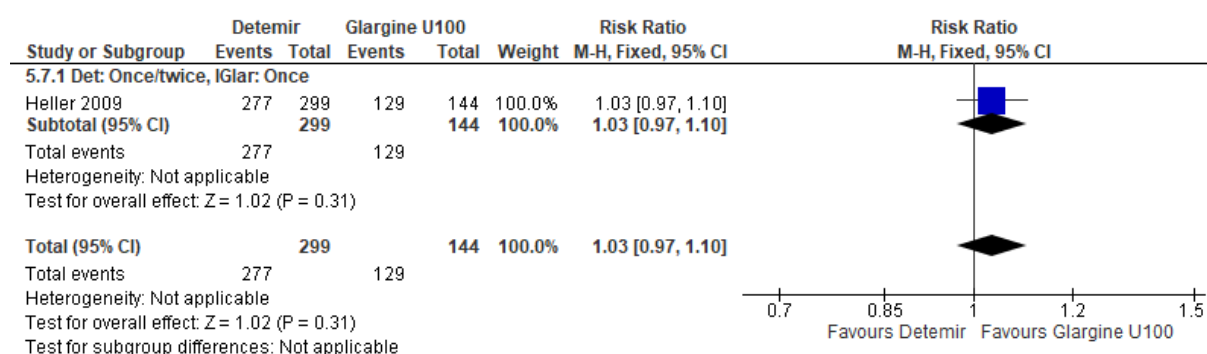 Detemir Glargine U100 Risk Ratio Risk Ratio
Study or Subgroup Events Total Events Total Weight M-H, Fixed, 95% CI M-H, Fixed, 95% CI
5.7.1 Det: Once/twice, IGlar: Once
Heller 2009 277 299 129 144 100.0% 1.03 [0.97, 1.10]
Subtotal (95% CI) 299 144 100.0% 1.03 [0.97, 1.10]
Total events 277 129
Heterogeneity: Not applicable
Test for overall effect: Z = 1.02 (P = 0.31)
Total (95% CI) 299 144 100.0% 1.03 [0.97, 1.10]
Total events 277 129
Heterogeneity: Not applicable
Test for overall effect: Z = 1.02 (P = 0.31)
Test for subgroup differences: Not applicable
0.7 0.85 1 1.2 1.5
Favours Detemir Favours Glargine U100